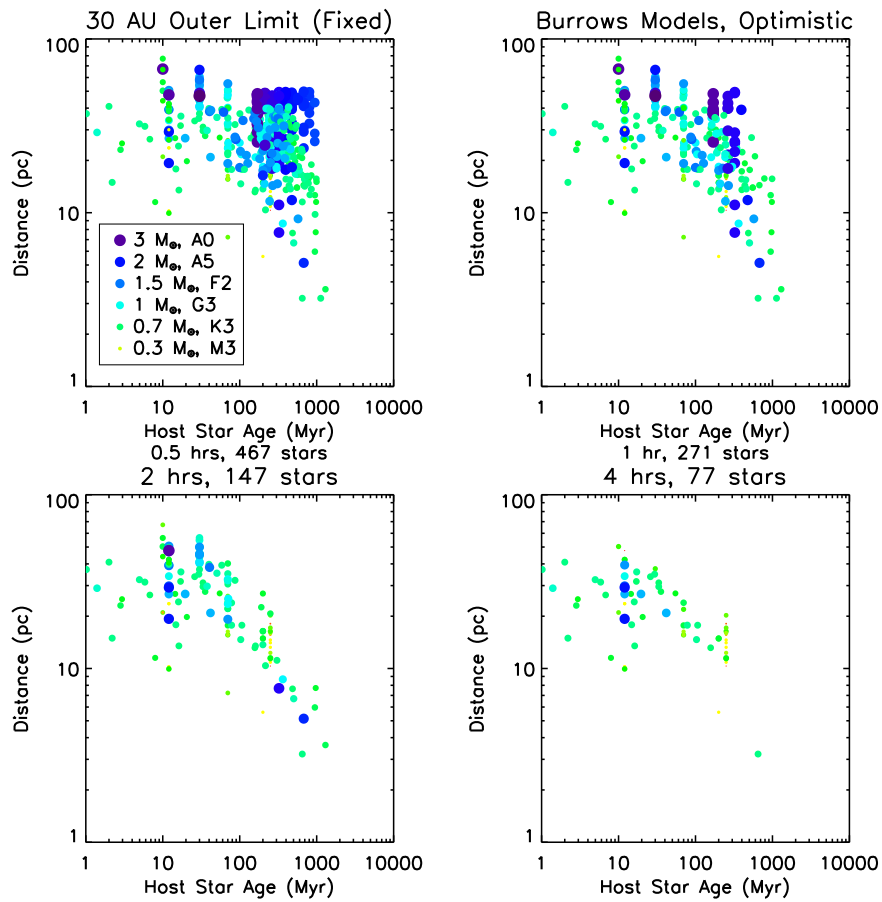 30 AU Outer Limit (Fixed)
Burrows Models, Optimistic
100
10
1
Distance (pc)
3 M⊙, A0
2 M⊙, A5
1.5 M⊙, F2
1 M⊙, G3
0.7 M⊙, K3
0.3 M⊙, M3
1 10 100 1000 10000
Host Star Age (Myr)
0.5 hrs, 467 stars
100
10
1
Distance (pc)
1 10 100 1000 10000
Host Star Age (Myr)
1 hr, 271 stars
2 hrs, 147 stars
100
10
1
Distance (pc)
1 10 100 1000 10000
Host Star Age (Myr)
4 hrs, 77 stars
100
10
1
Distance (pc)
1 10 100 1000 10000
Host Star Age (Myr)